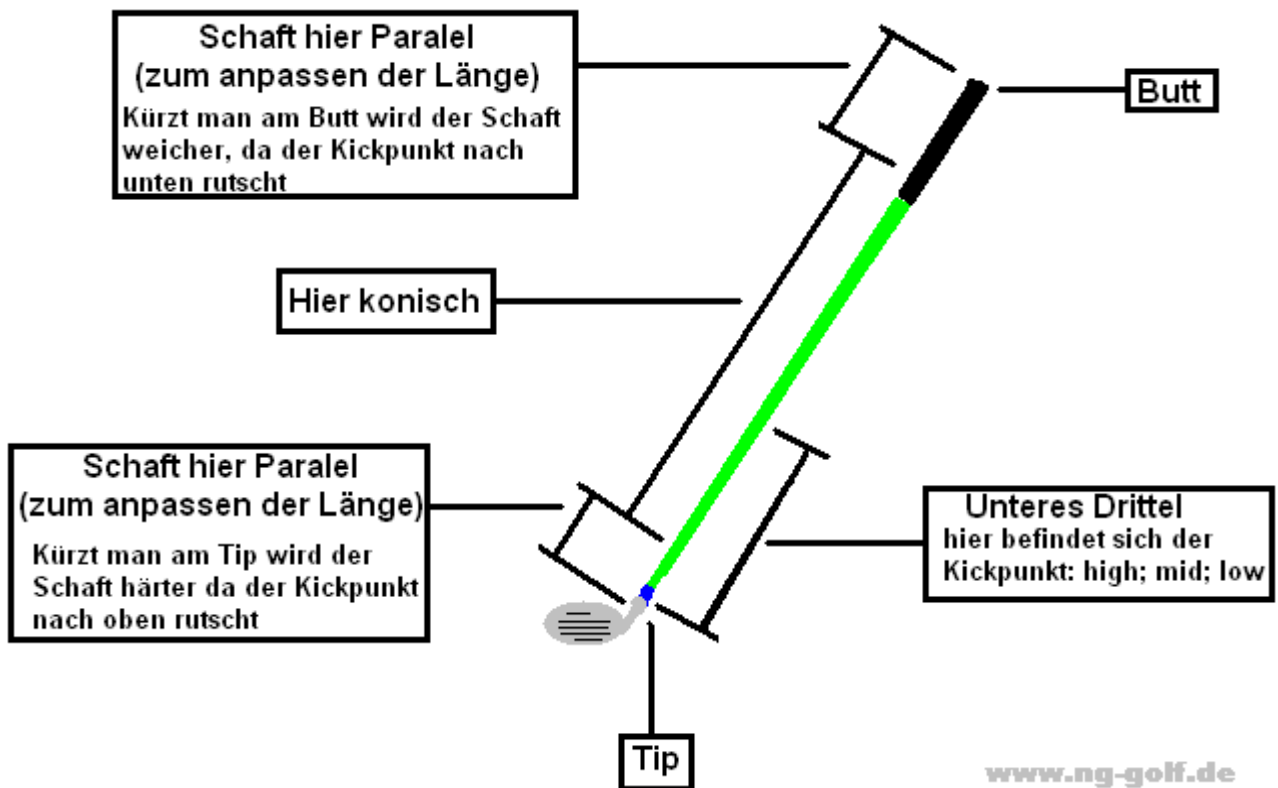 Schaft hier Paralel
(zum anpassen der Länge)
Kürzt man am Butt wird der Schaft
weicher, da der Kickpunkt nach
unten rutscht
Butt
Hier konisch
Schaft hier Paralel
(zum anpassen der Länge)
Kürzt man am Tip wird der
Schaft härter da der Kickpunkt
nach oben rutscht
Unteres Drittel
hier befindet sich der
Kickpunkt: high; mid; low
Tip
www.ng-golf.de